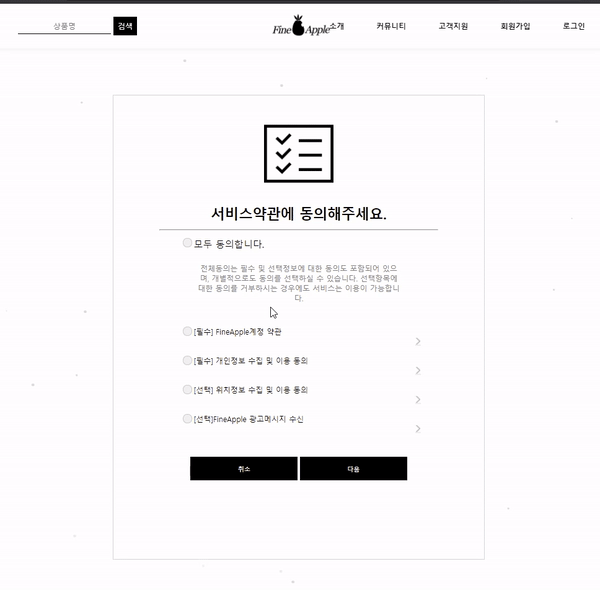 상품명 검색 Fine Apple 소개 커뮤니티 고객지원 회원가입 로그인
서비스약관에 동의해주세요.
모두 동의합니다.
전체동의는 필수 및 선택정보에 대한 동의도 포함되어 있으
며, 개별적으로도 동의를 선택하실 수 있습니다. 선택항목에
대한 동의를 거부하시는 경우에도 서비스는 이용이 가능합니
다.
[필수] FineApple계정 약관
[필수] 개인정보 수집 및 이용 동의
[선택] 위치정보 수집 및 이용 동의
[선택]FineApple 광고메시지 수신
취소 다음